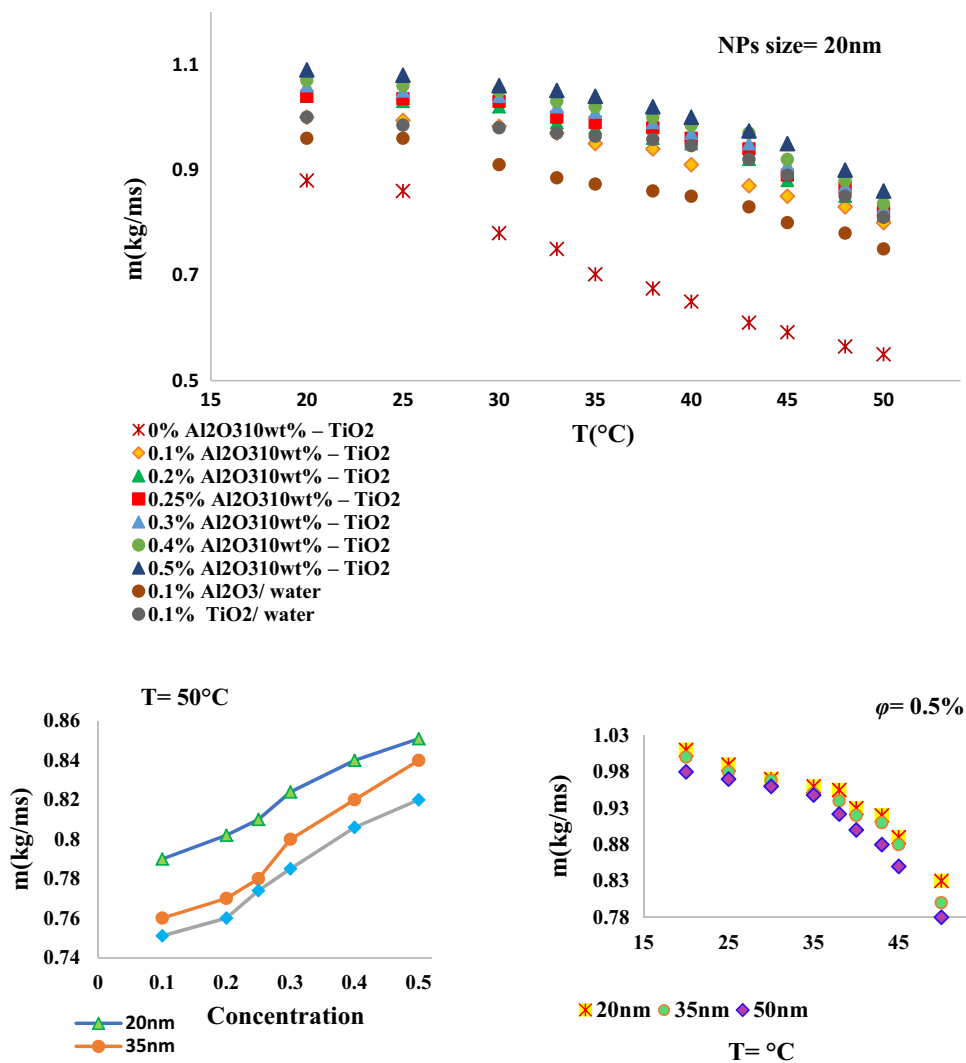 NPs size= 20nm
m(kg/ms)
1.1
0.9
0.7
0.5
15 20 25 30 35 40 45 50
T(°C)
0% Al2O310wt% – TiO2
0.1% Al2O310wt% – TiO2
0.2% Al2O310wt% – TiO2
0.25% Al2O310wt% – TiO2
0.3% Al2O310wt% – TiO2
0.4% Al2O310wt% – TiO2
0.5% Al2O310wt% – TiO2
0.1% Al2O3/ water
0.1% TiO2/ water
T= 50°C
m(kg/ms)
0.86
0.84
0.82
0.8
0.78
0.76
0.74
0 0.1 0.2 0.3 0.4 0.5
Concentration
20nm
35nm
φ= 0.5%
m(kg/ms)
1.03
0.98
0.93
0.88
0.83
0.78
15 25 35 45
20nm 35nm 50nm
T= °C